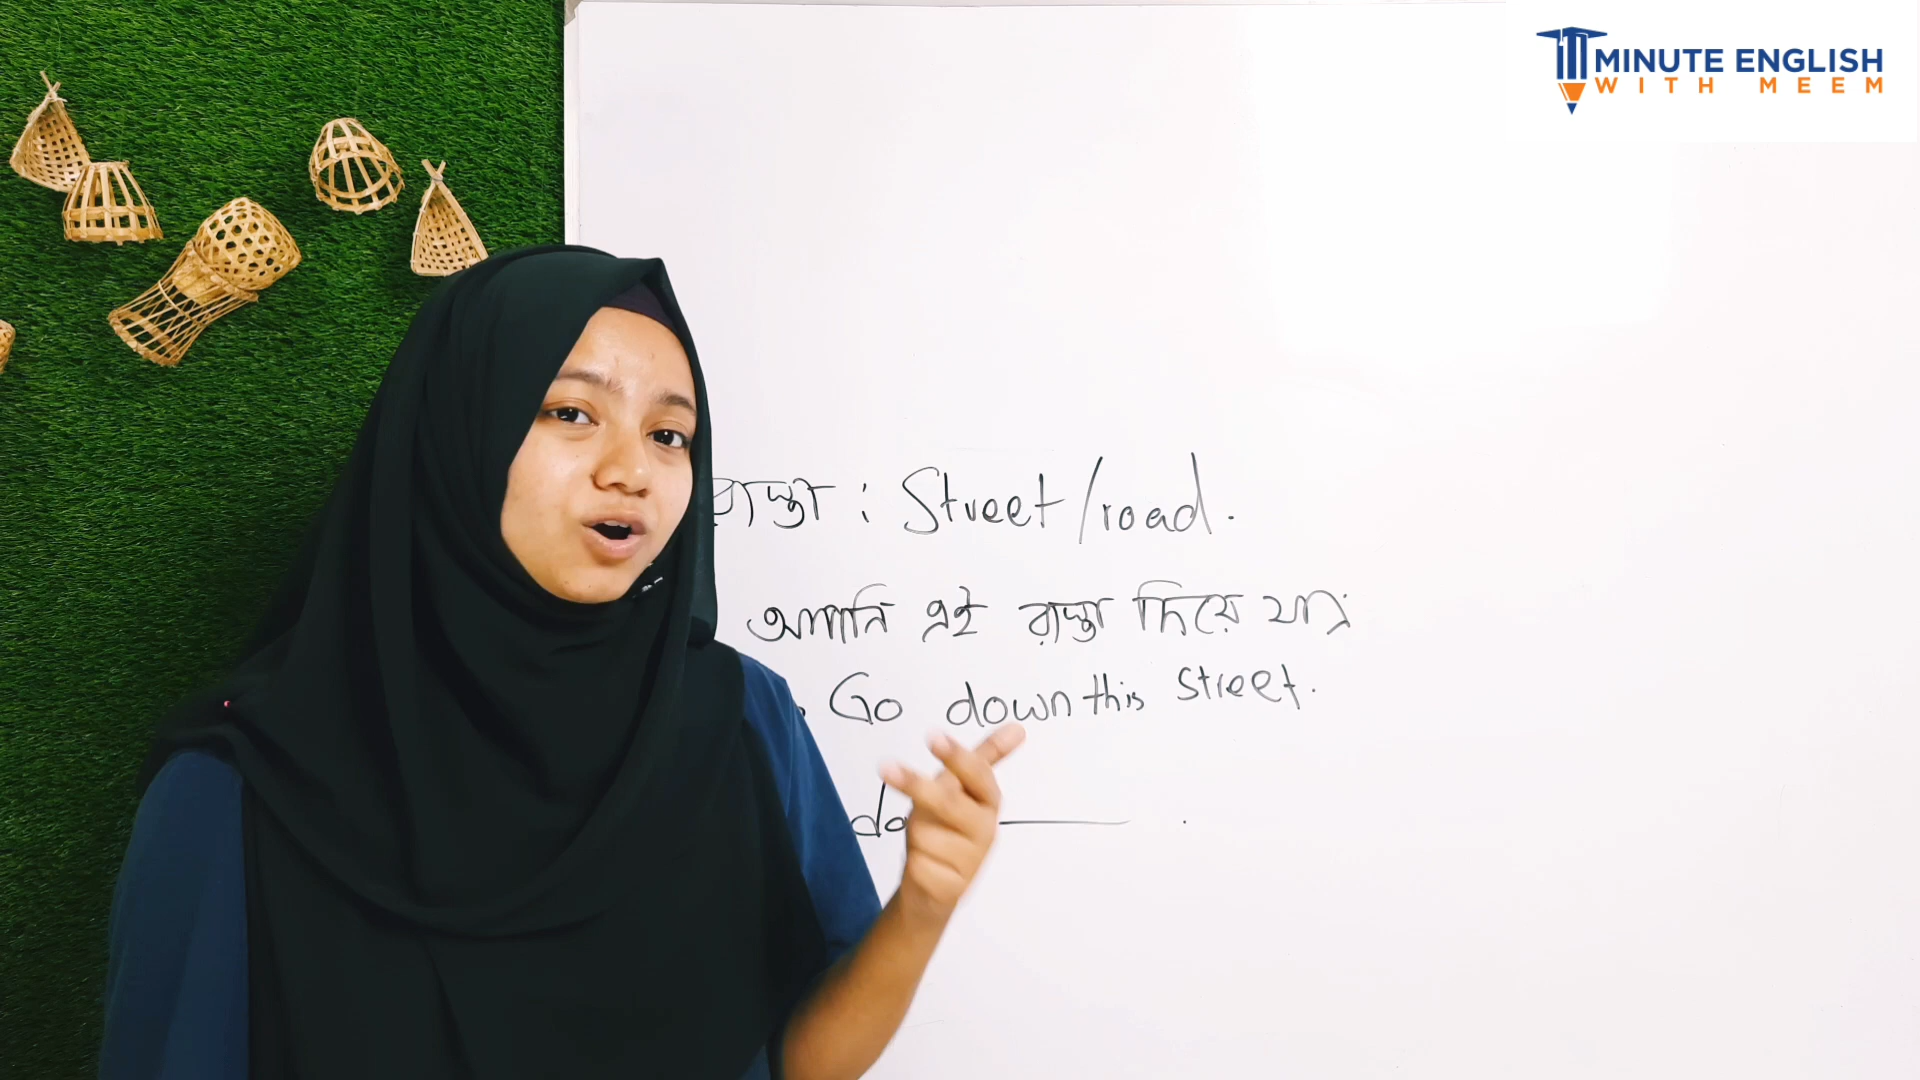 MINUTE ENGLISH
WITH MEEM
রাস্তা : Street/road.
আপনি এই রাস্তা দিয়ে যান
Go down this street.